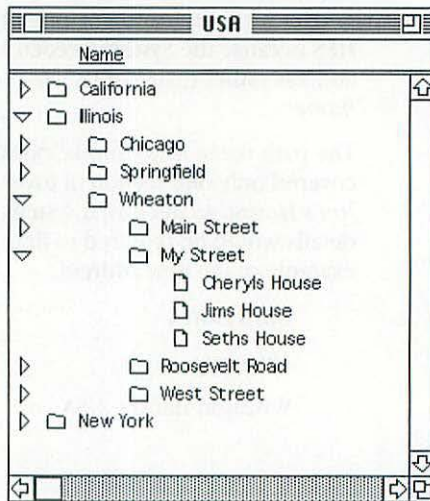 USA
Name
California
Illinois
Chicago
Springfield
Wheaton
Main Street
My Street
Cheryls House
Jims House
Seths House
Roosevelt Road
West Street
New York